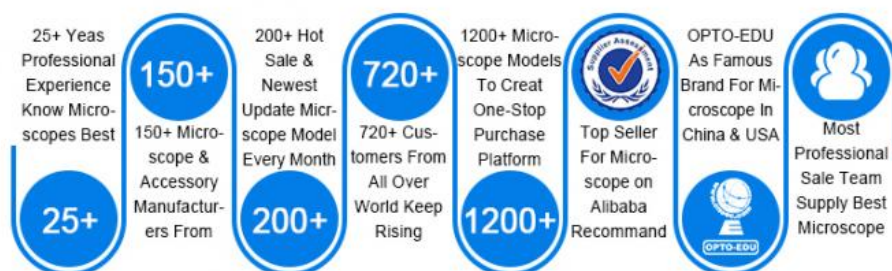 25+ Yeas
Professional
Experience
Know Micro-
scopes Best
25+
150+
150+ Micro-
scope &
Accessory
Manufactur-
ers From
200+ Hot
Sale &
Newest
Update Micr-
scope Model
Every Month
200+
720+
720+ Cus-
tomers From
All Over
World Keep
Rising
1200+ Micro-
scope Models
To Creat
One-Stop
Purchase
Platform
1200+
Supplier Assessment
Top Seller
For Micro-
scope on
Alibaba
Recommand
OPTO-EDU
As Famous
Brand For Mi-
croscope In
China & USA
OPTO-EDU
Most
Professional
Sale Team
Supply Best
Microscope